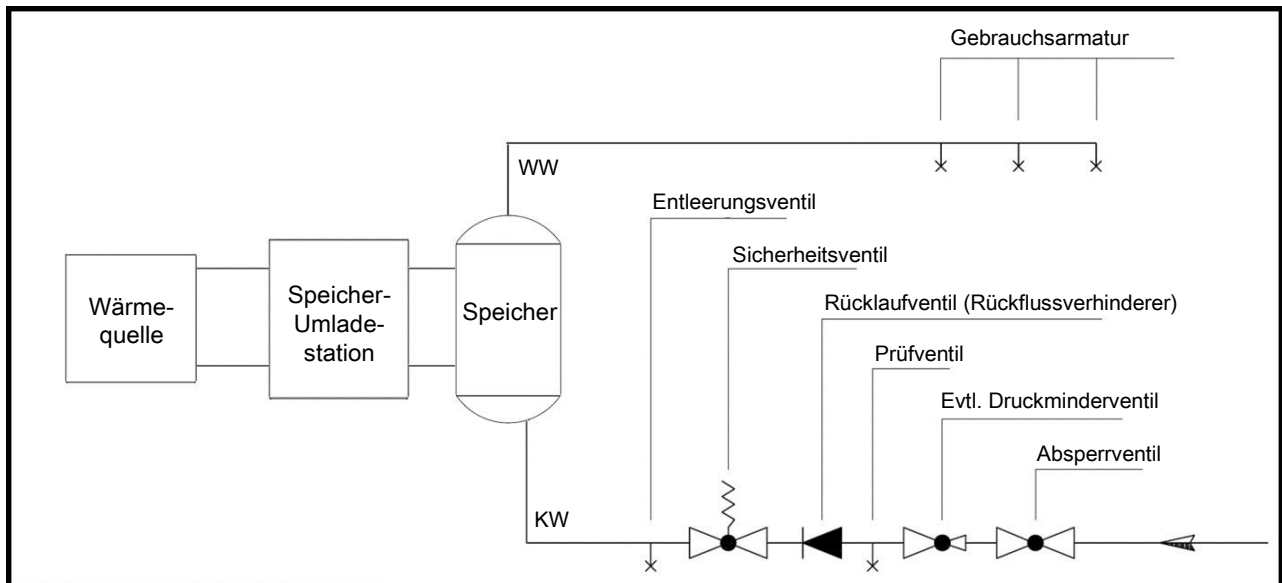 Gebrauchsarmatur
WW
Entleerungsventil
Sicherheitsventil
Wärme-
quelle
Speicher-
Umlade-
station
Speicher
Rücklaufventil (Rückflussverhinderer)
Prüfventil
Evtl. Druckminderventil
Absperrventil
KW